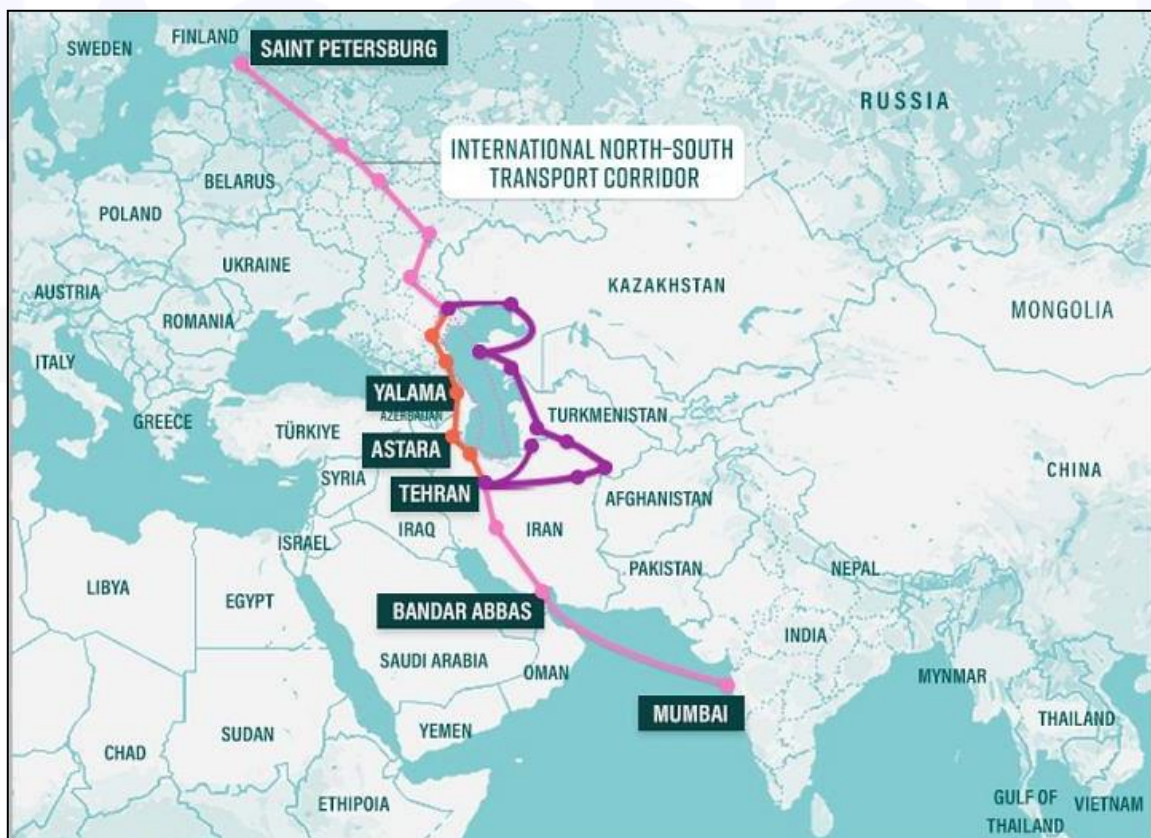 SWEDEN
FINLAND
SAINT PETERSBURG
RUSSIA
INTERNATIONAL NORTH-SOUTH
TRANSPORT CORRIDOR
BELARUS
POLAND
UKRAINE
KAZAKHSTAN
AUSTRIA
MONGOLIA
ROMANIA
ITALY
YALAMA
AZERBAIJAN
TURKMENISTAN
GREECE
TÜRKIYE
ASTARA
CHINA
SYRIA
TEHRAN
AFGHANISTAN
IRAQ
IRAN
ISRAEL
PAKISTAN
NEPAL
LIBYA
EGYPT
BANDAR ABBAS
INDIA
SAUDI ARABIA
OMAN
MYNMAR
MUMBAI
THAILAND
YEMEN
SUDAN
CHAD
ETHIPOIA
GULF OF
THAILAND
VIETNAM